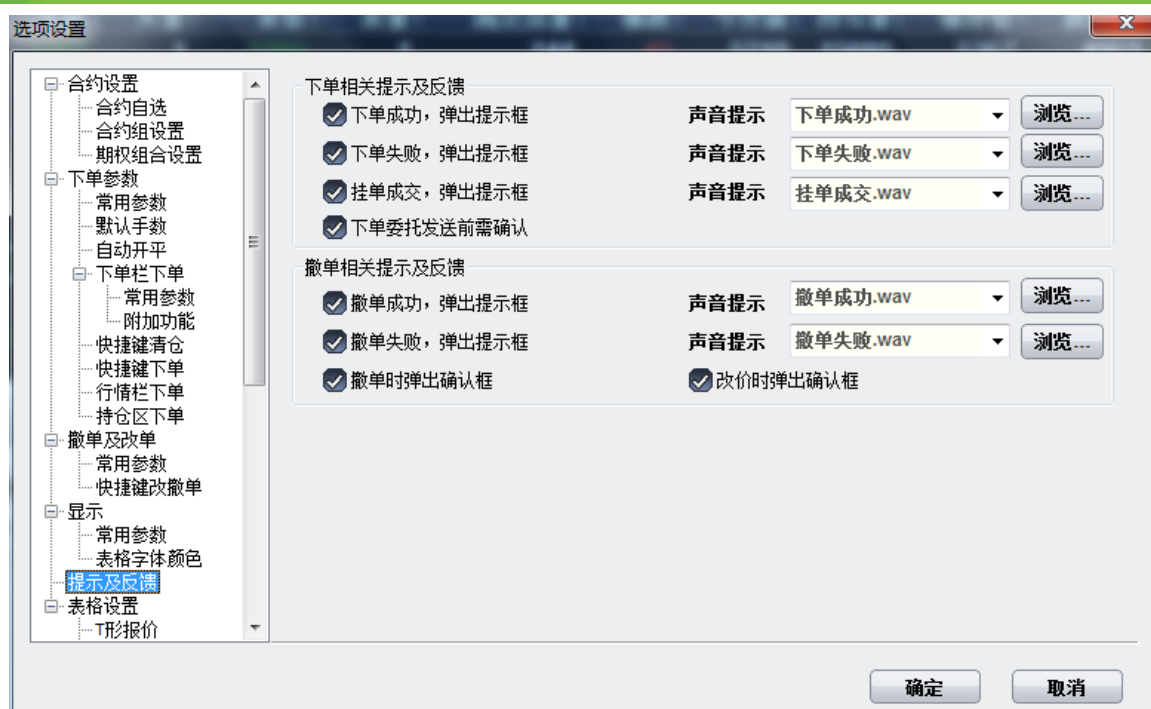 选项设置
合约设置
合约自选
合约组设置
期权组合设置
下单参数
常用参数
默认手数
自动开平
下单栏下单
常用参数
附加功能
快捷键清仓
快捷键下单
行情栏下单
持仓区下单
撤单及改单
常用参数
快捷键改撤单
显示
常用参数
表格字体颜色
提示及反馈
表格设置
T形报价
下单相关提示及反馈
下单成功，弹出提示框 声音提示 下单成功.wav 浏览...
下单失败，弹出提示框 声音提示 下单失败.wav 浏览...
挂单成交，弹出提示框 声音提示 挂单成交.wav 浏览...
下单委托发送前需确认
撤单相关提示及反馈
撤单成功，弹出提示框 声音提示 撤单成功.wav 浏览...
撤单失败，弹出提示框 声音提示 撤单失败.wav 浏览...
撤单时弹出确认框 改价时弹出确认框
确定 取消